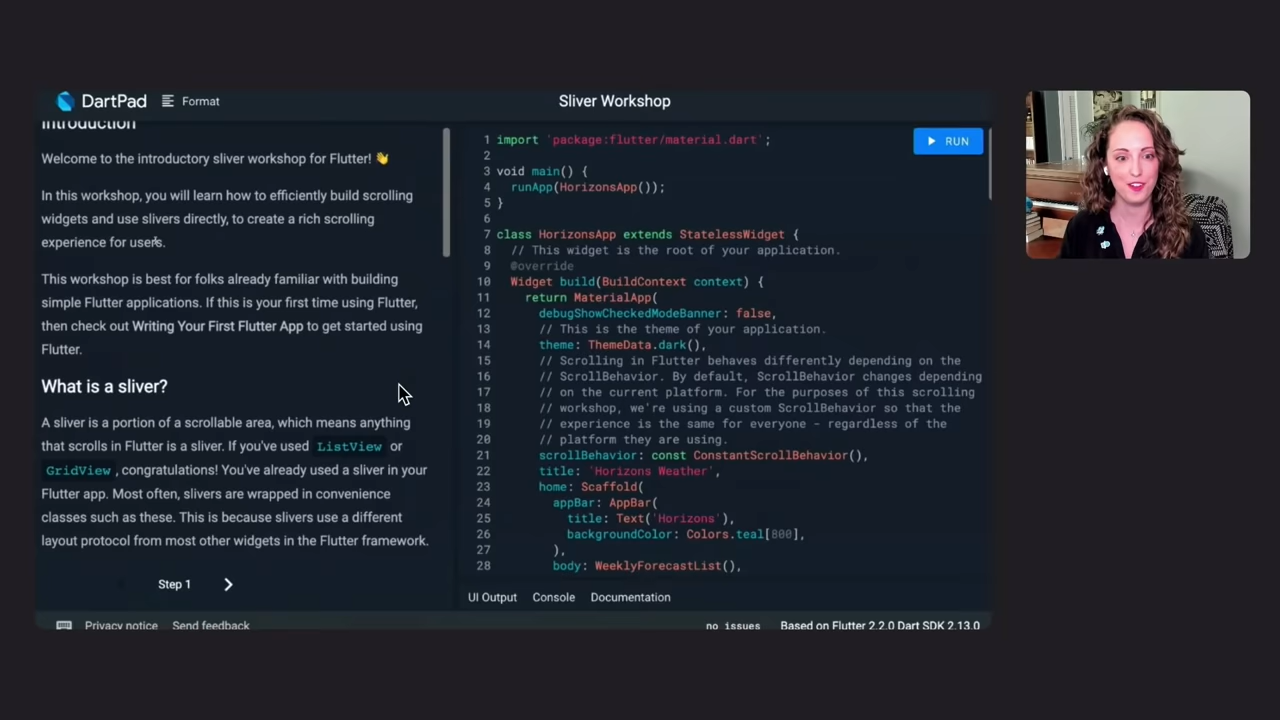 DartPad
Format
Sliver Workshop
Introduction
Welcome to the introductory sliver workshop for Flutter! 👋
In this workshop, you will learn how to efficiently build scrolling
widgets and use slivers directly, to create a rich scrolling
experience for users.
This workshop is best for folks already familiar with building
simple Flutter applications. If this is your first time using Flutter,
then check out Writing Your First Flutter App to get started using
Flutter.
What is a sliver?
A sliver is a portion of a scrollable area, which means anything
that scrolls in Flutter is a sliver. If you've used ListView or
GridView, congratulations! You've already used a sliver in your
Flutter app. Most often, slivers are wrapped in convenience
classes such as these. This is because slivers use a different
layout protocol from most other widgets in the Flutter framework.
Step 1
RUN
1 import 'package:flutter/material.dart';
2
3 void main() {
4 runApp(HorizonsApp());
5 }
6
7 class HorizonsApp extends StatelessWidget {
8 // This widget is the root of your application.
9 @override
10 Widget build(BuildContext context) {
11 return MaterialApp(
12 debugShowCheckedModeBanner: false,
13 // This is the theme of your application.
14 theme: ThemeData.dark(),
15 // Scrolling in Flutter behaves differently depending on the
16 // ScrollBehavior. By default, ScrollBehavior changes depending
17 // on the current platform. For the purposes of this scrolling
18 // workshop, we're using a custom ScrollBehavior so that the
19 // experience is the same for everyone - regardless of the
20 // platform they are using.
21 scrollBehavior: const ConstantScrollBehavior(),
22 title: 'Horizons Weather',
23 home: Scaffold(
24 appBar: AppBar(
25 title: Text('Horizons'),
26 backgroundColor: Colors.teal[800],
27 ),
28 body: WeeklyForecastList(),
UI Output
Console
Documentation
Privacy notice
Send feedback
no issues
Based on Flutter 2.2.0 Dart SDK 2.13.0